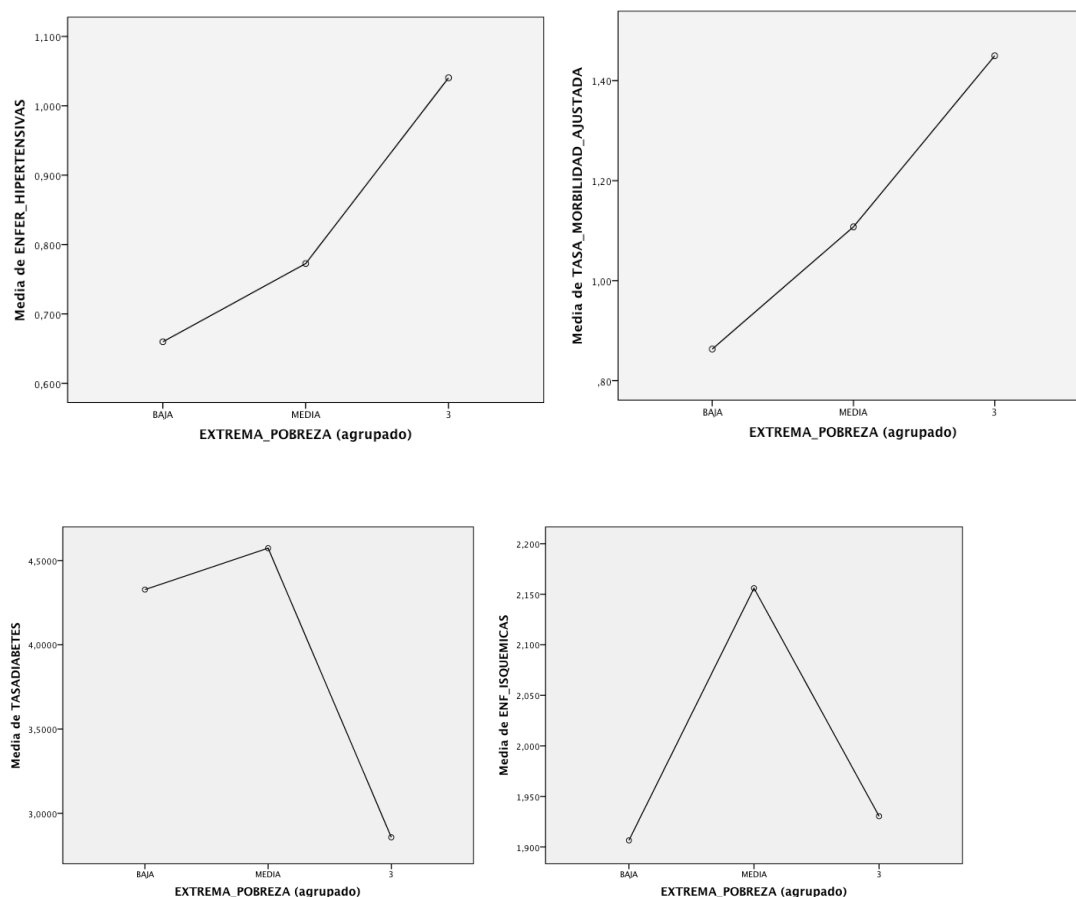 Media de ENFER_HIPERTENSIVAS
1,100
1,000
0,900
0,800
0,700
0,600
BAJA MEDIA 3
EXTREMA_POBREZA (agrupado)
Media de TASA_MORBILIDAD_AJUSTADA
1,40
1,20
1,00
,80
BAJA MEDIA 3
EXTREMA_POBREZA (agrupado)
Media de TASADIABETES
4,5000
4,0000
3,5000
3,0000
BAJA MEDIA 3
EXTREMA_POBREZA (agrupado)
Media de ENF_ISQUEMICAS
2,200
2,150
2,100
2,050
2,000
1,950
1,900
BAJA MEDIA 3
EXTREMA_POBREZA (agrupado)